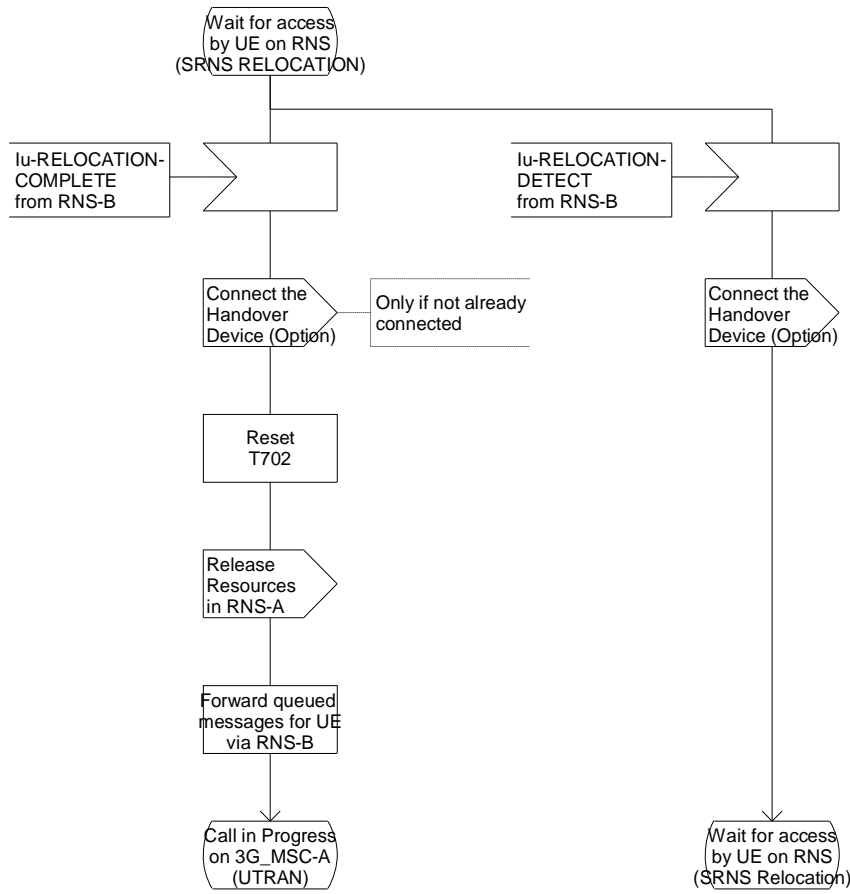 Wait for access
by UE on RNS
(SRNS RELOCATION)
Iu-RELOCATION-
COMPLETE
from RNS-B
Iu-RELOCATION-
DETECT
from RNS-B
Connect the
Handover
Device (Option)
Only if not already
connected
Connect the
Handover
Device (Option)
Reset
T702
Release
Resources
in RNS-A
Forward queued
messages for UE
via RNS-B
Call in Progress
on 3G_MSC-A
(UTRAN)
Wait for access
by UE on RNS
(SRNS Relocation)